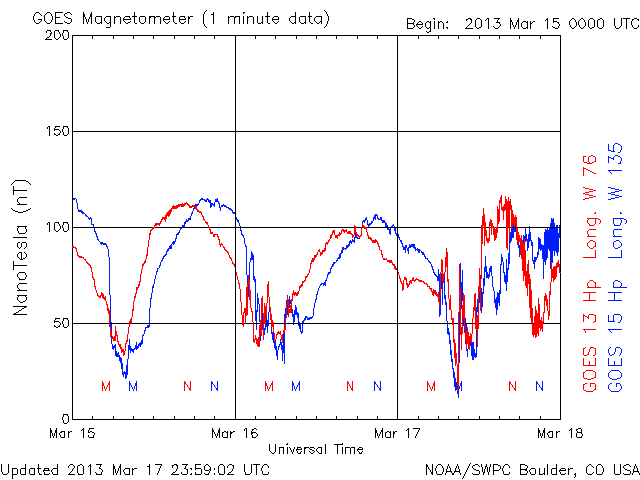 GOES Magnetometer (1 minute data)
Begin: 2013 Mar 15 0000 UTC
200
150
100
50
0
NanoTesla (nT)
M M N N M M N N M M N N
Mar 15 Mar 16 Mar 17 Mar 18
Universal Time
GOES 13 Hp Long. W 76
GOES 15 Hp Long. W 135
Updated 2013 Mar 17 23:59:02 UTC
NOAA/SWPC Boulder, CO USA